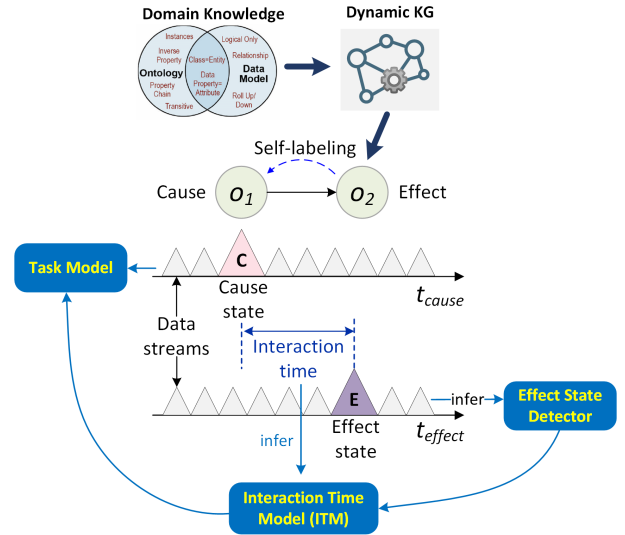 Domain Knowledge
Dynamic KG
Instances
Inverse
Property
Ontology
Property
Chain
Transitive
Class=Entity
Data
Property=
Attribute
Logical Only
Relationship
Data
Model
Roll Up/
Down
Self-labeling
Cause
O1
O2
Effect
Task Model
C
Cause
state
tcause
Data
streams
Interaction
time
E
Effect
state
teffect
infer
Effect State
Detector
infer
Interaction Time
Model (ITM)